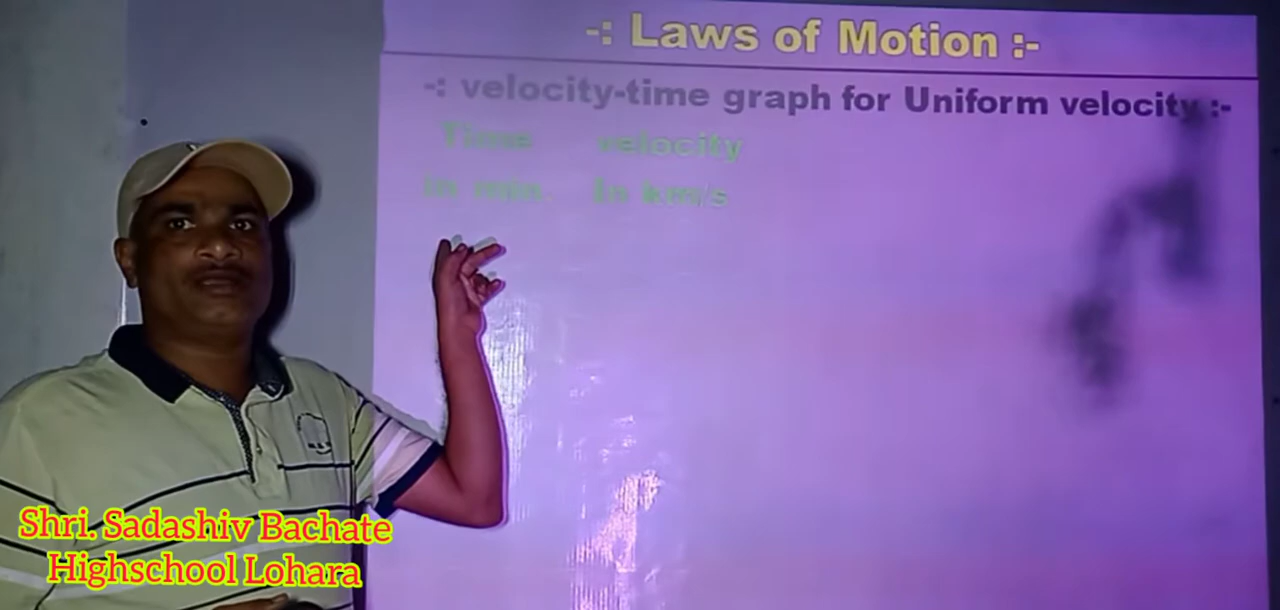 -: Laws of Motion :-
-: velocity-time graph for Uniform velocity :-
Time velocity
in min. In km/s
Shri. Sadashiv Bachate
Highschool Lohara